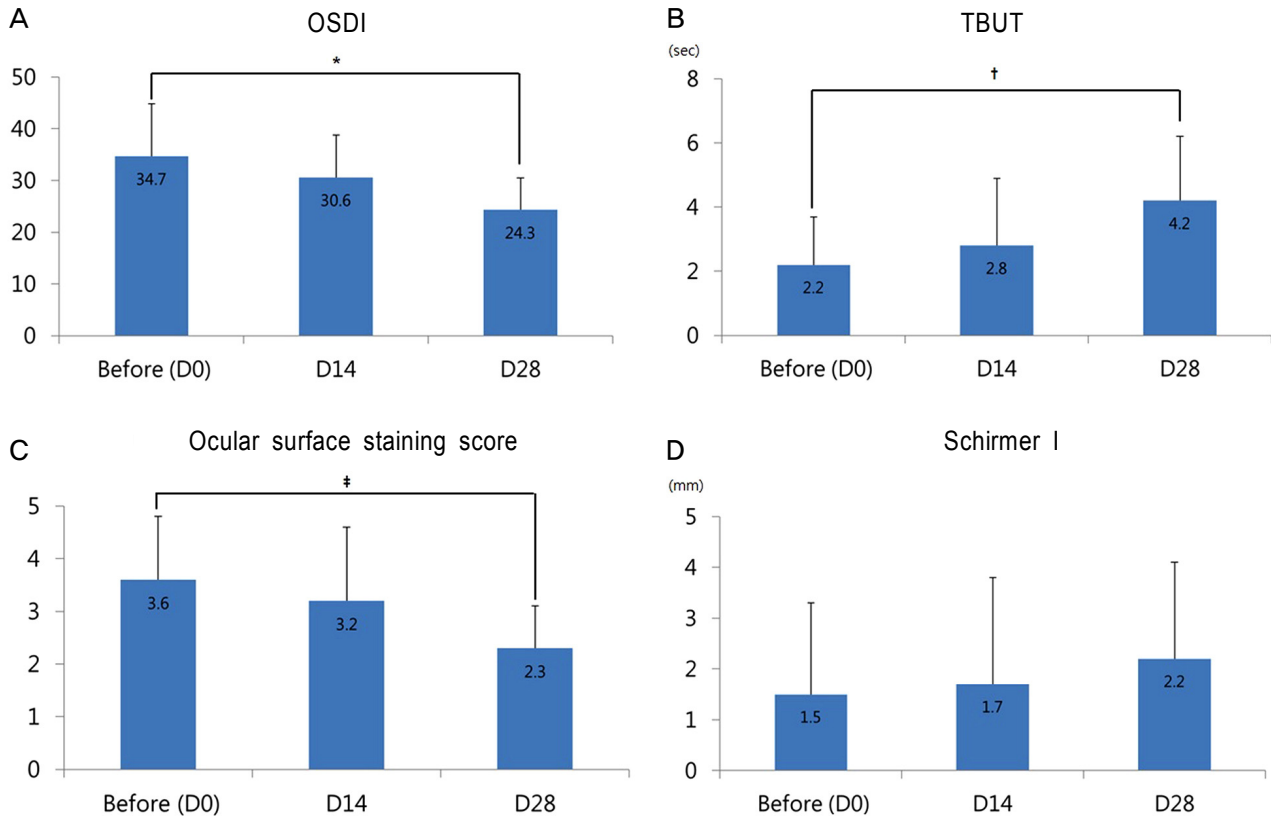 A
OSDI
*
50
40
30
20
10
0
34.7
30.6
24.3
Before (D0) D14 D28
B
TBUT
(sec)
†
8
6
4
2
0
2.2
2.8
4.2
Before (D0) D14 D28
C
Ocular surface staining score
‡
5
4
3
2
1
0
3.6
3.2
2.3
Before (D0) D14 D28
D
Schirmer I
(mm)
5
4
3
2
1
0
1.5
1.7
2.2
Before (D0) D14 D28